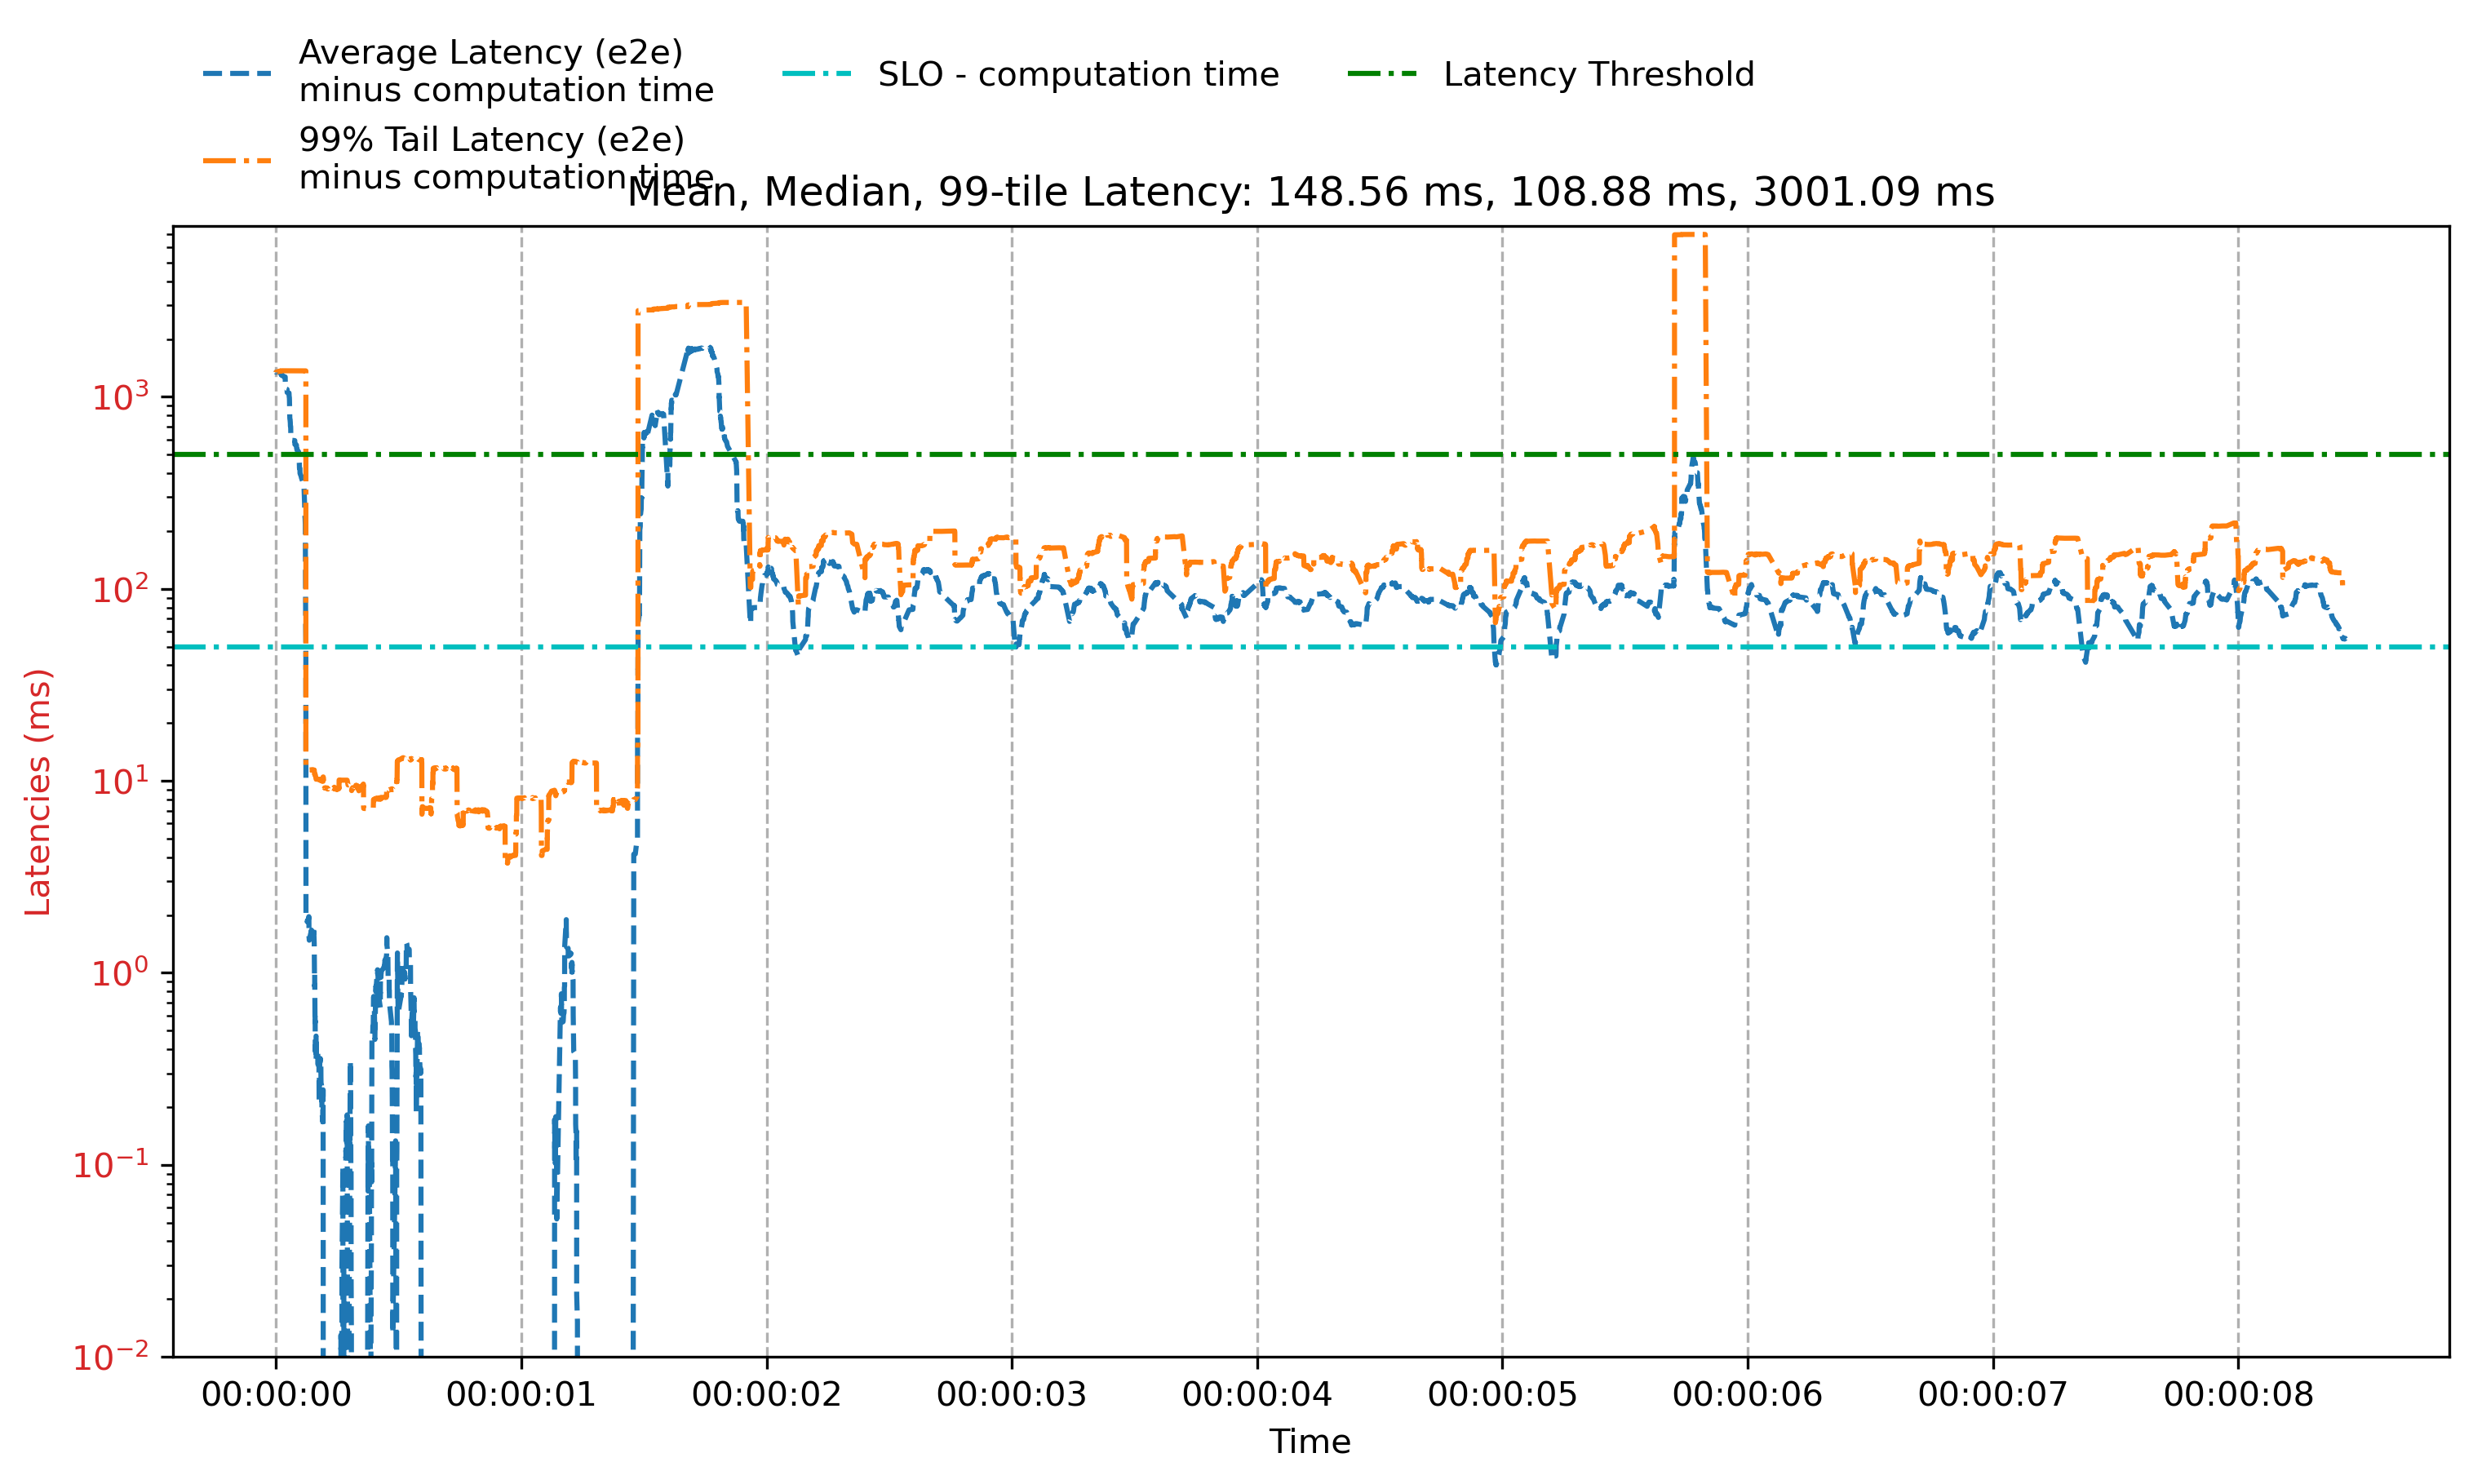 Average Latency (e2e)
minus computation time
99% Tail Latency (e2e)
minus computation time
SLO - computation time
Latency Threshold
Mean, Median, 99-tile Latency: 148.56 ms, 108.88 ms, 3001.09 ms
Latencies (ms)
10³
10²
10¹
10⁰
10⁻¹
10⁻²
00:00:00 00:00:01 00:00:02 00:00:03 00:00:04 00:00:05 00:00:06 00:00:07 00:00:08
Time